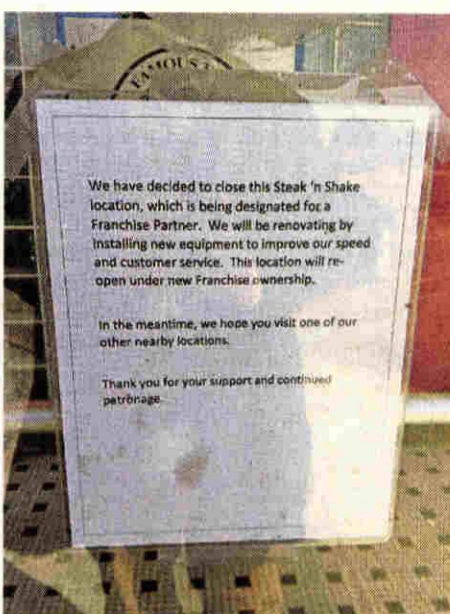 FAMOUS F
We have decided to close this Steak 'n Shake
location, which is being designated for a
Franchise Partner. We will be renovating by
installing new equipment to improve our speed
and customer service. This location will re-
open under new Franchise ownership.
In the meantime, we hope you visit one of our
other nearby locations.
Thank you for your support and continued
patronage.